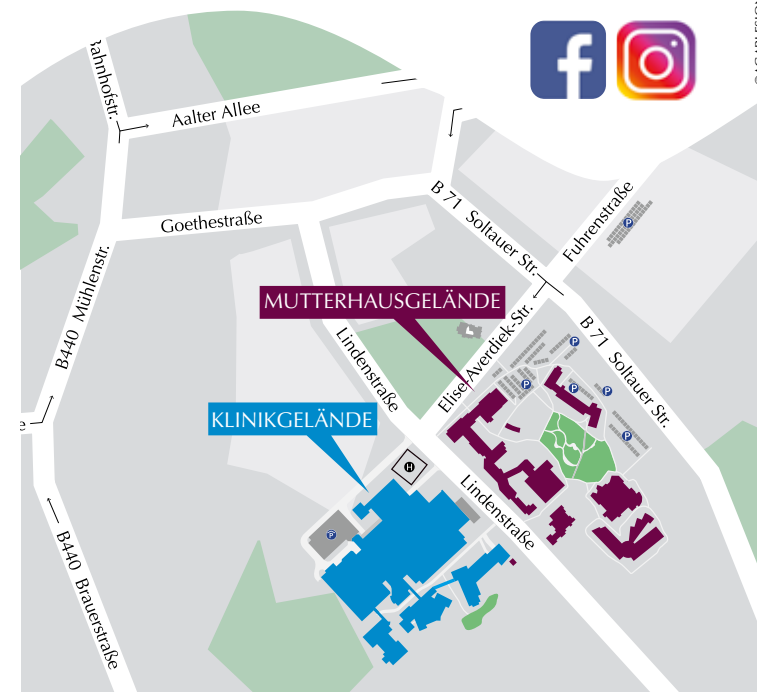 f
Bahnhofstr.
Aalter Allee
Goethestraße
B 71 Soltauer Str.
Fuhrenstraße
P
B440 Mühlenstr.
MUTTERHAUSGELÄNDE
Lindenstraße
Elise-Averdiek-Str.
B 71 Soltauer Str.
P
P
P
P
P
KLINIKGELÄNDE
H
Lindenstraße
P
e
B440 Brauerstraße